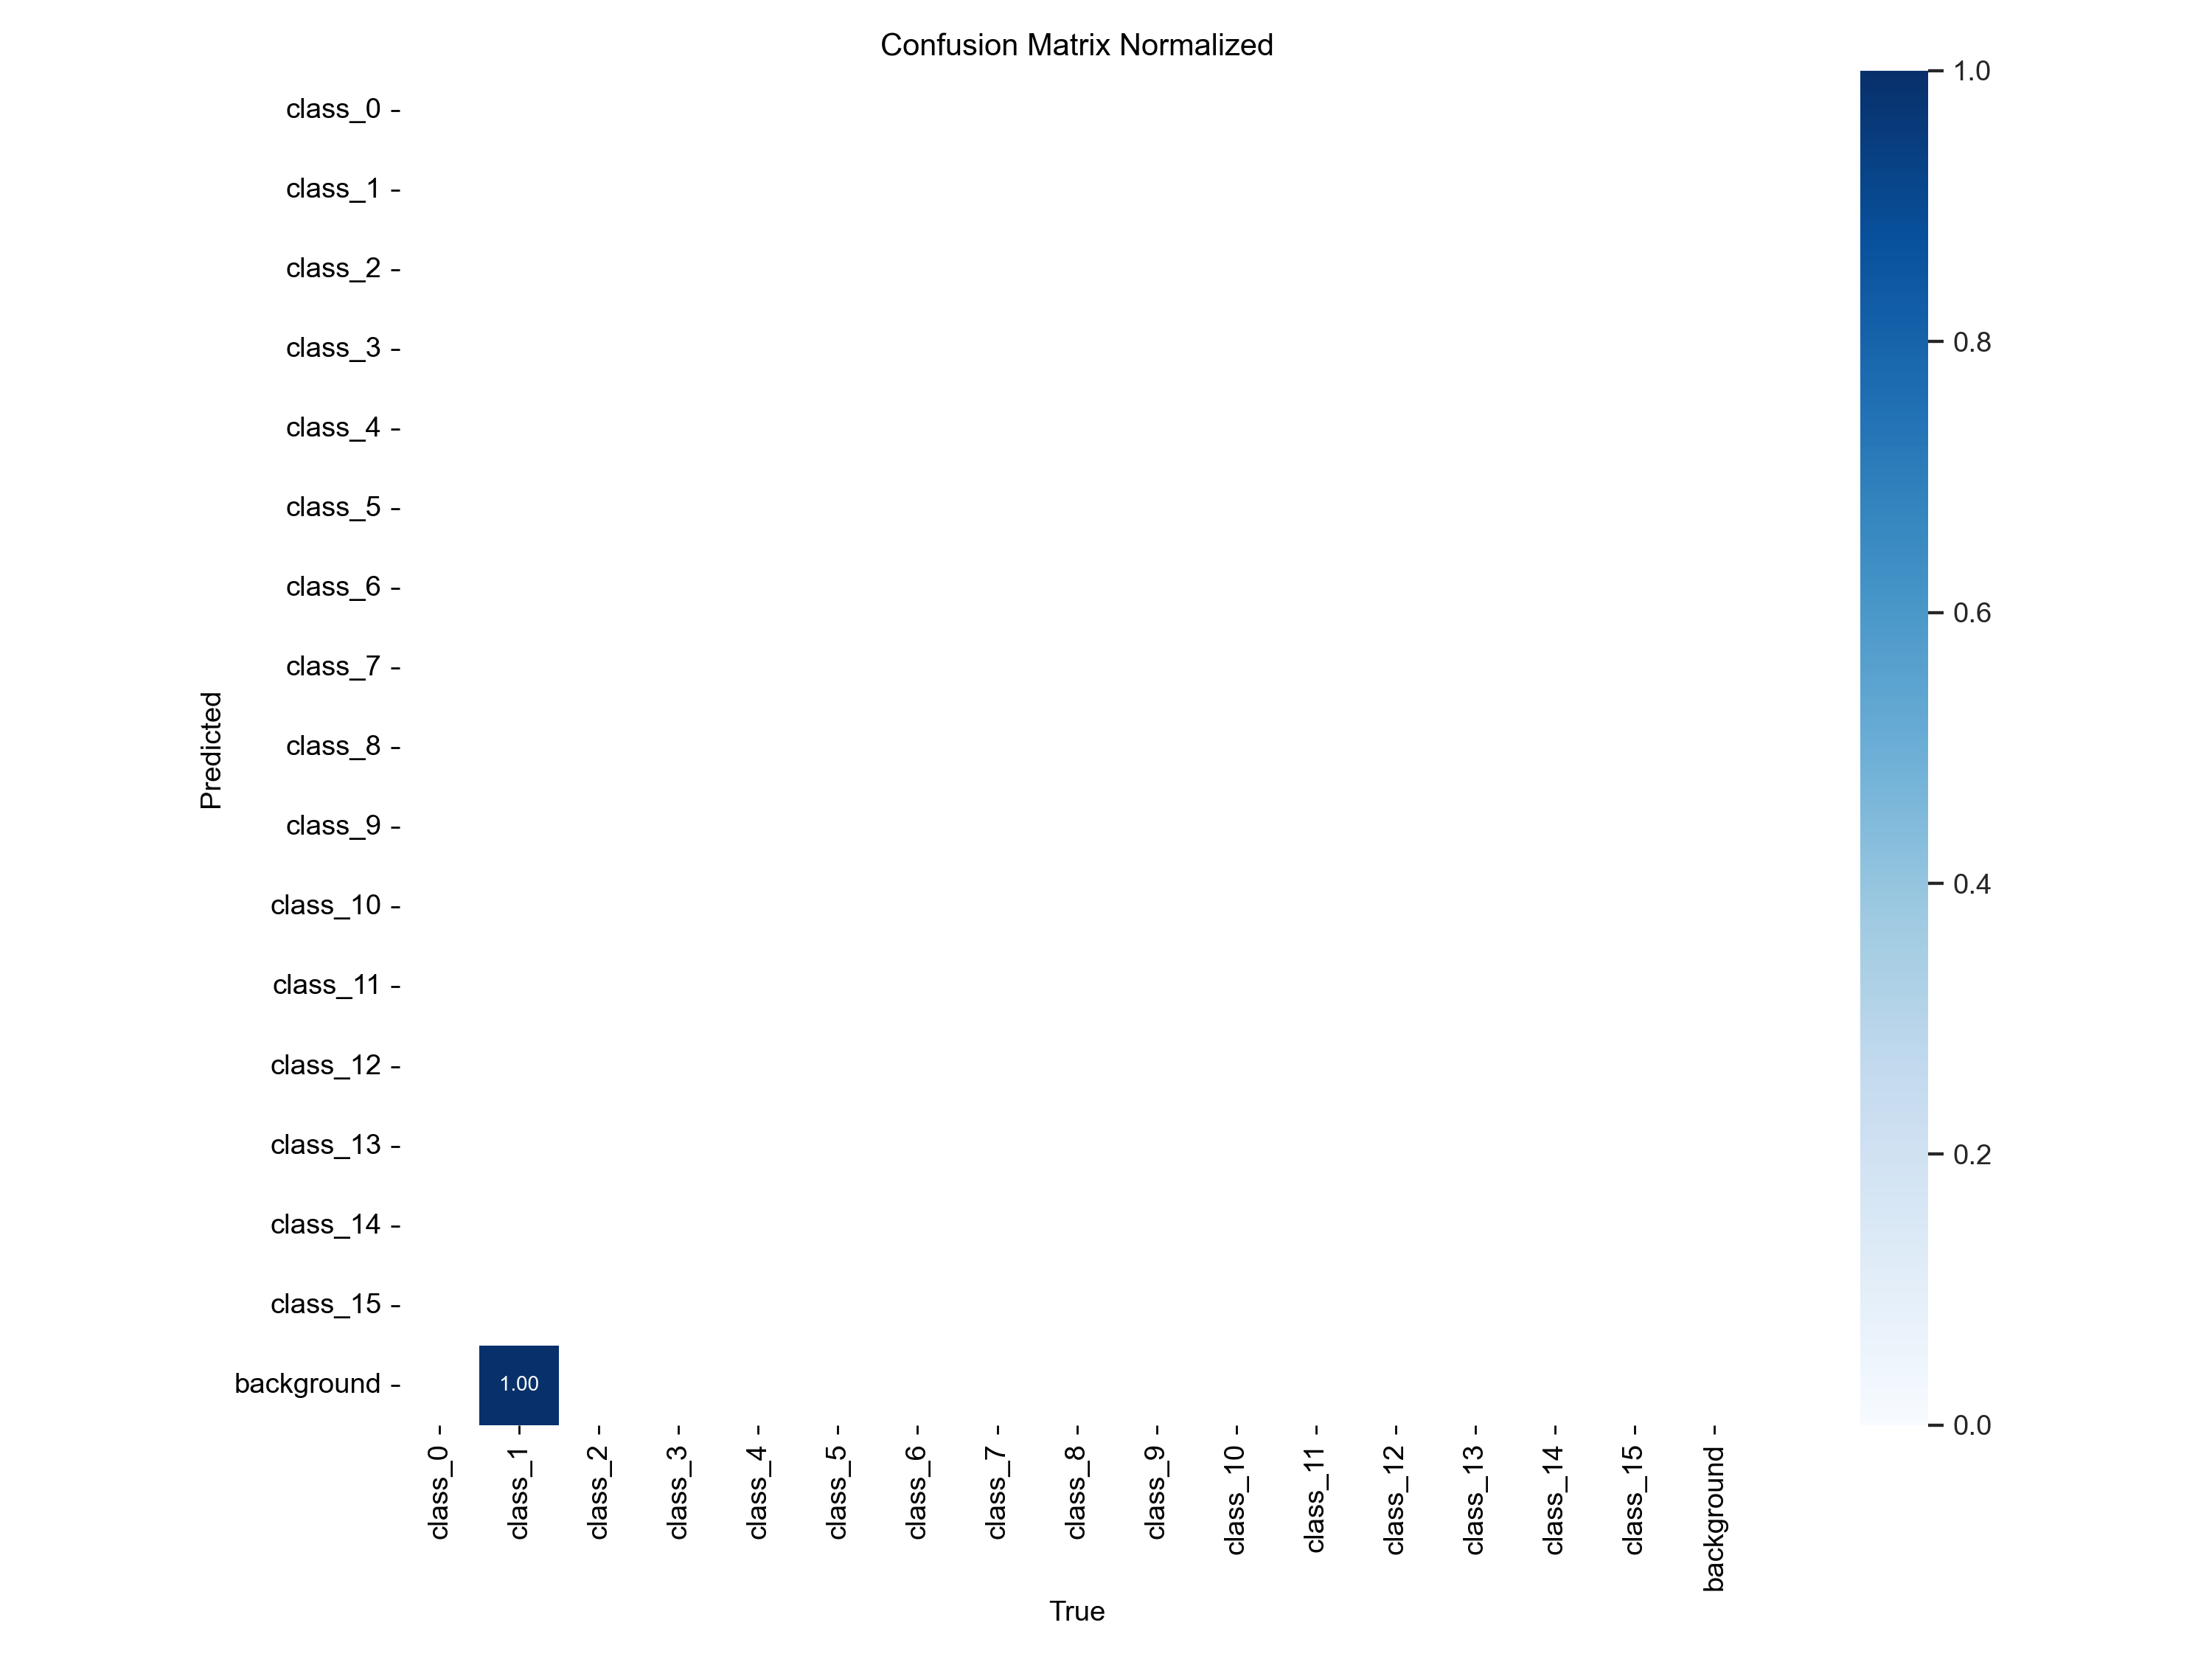 Confusion Matrix Normalized
class_0
class_1
class_2
class_3
class_4
class_5
class_6
class_7
class_8
class_9
class_10
class_11
class_12
class_13
class_14
class_15
background
Predicted
1.00
class_0
class_1
class_2
class_3
class_4
class_5
class_6
class_7
class_8
class_9
class_10
class_11
class_12
class_13
class_14
class_15
background
True
1.0
0.8
0.6
0.4
0.2
0.0